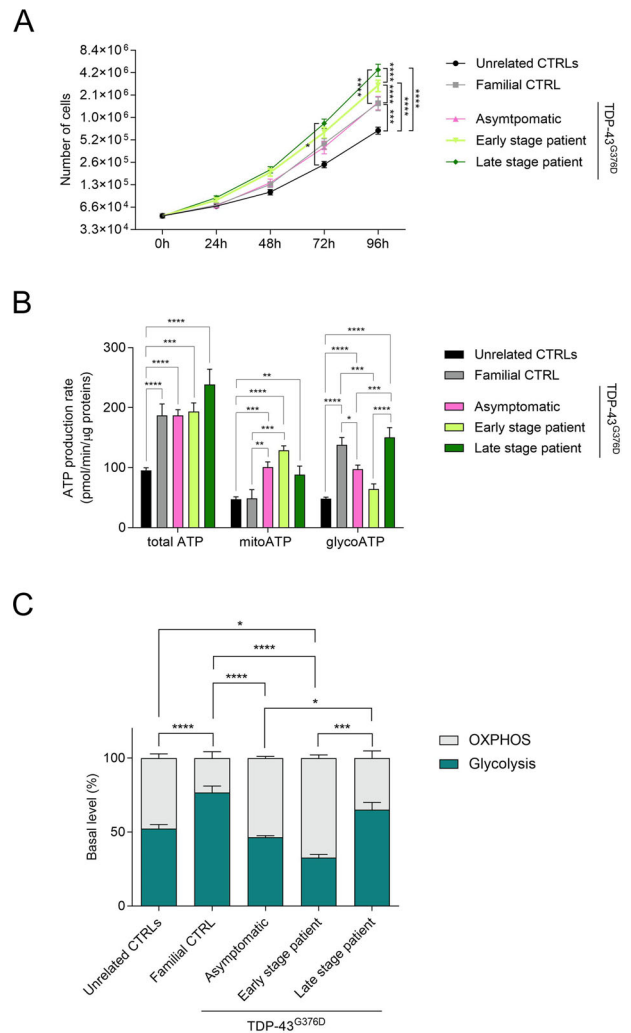 A
8.4×10⁶
4.2×10⁶
2.1×10⁶
1.0×10⁶
5.2×10⁵
2.6×10⁵
1.3×10⁵
6.6×10⁴
3.3×10⁴
Number of cells
0h 24h 48h 72h 96h
*
****
****
****
***
****
****
Unrelated CTRLs
Familial CTRL
Asymtpomatic
Early stage patient
Late stage patient
TDP-43ᴳ³⁷⁶ᴰ
B
300
200
100
0
ATP production rate
(pmol/min/µg proteins)
****
***
****
****
**
****
***
***
**
****
****
***
***
****
*
****
total ATP mitoATP glycoATP
Unrelated CTRLs
Familial CTRL
Asymptomatic
Early stage patient
Late stage patient
TDP-43ᴳ³⁷⁶ᴰ
C
*
****
****
*
****
***
100
50
0
Basal level (%)
OXPHOS
Glycolysis
Unrelated CTRLs
Familial CTRL
Asymptomatic
Early stage patient
Late stage patient
TDP-43ᴳ³⁷⁶ᴰ